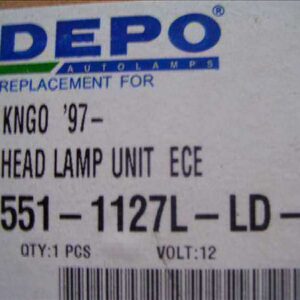 DEPO®
AUTOLAMPS
REPLACEMENT FOR
KNGO '97-
HEAD LAMP UNIT ECE
551-1127L-LD-
QTY:1 PCS VOLT:12